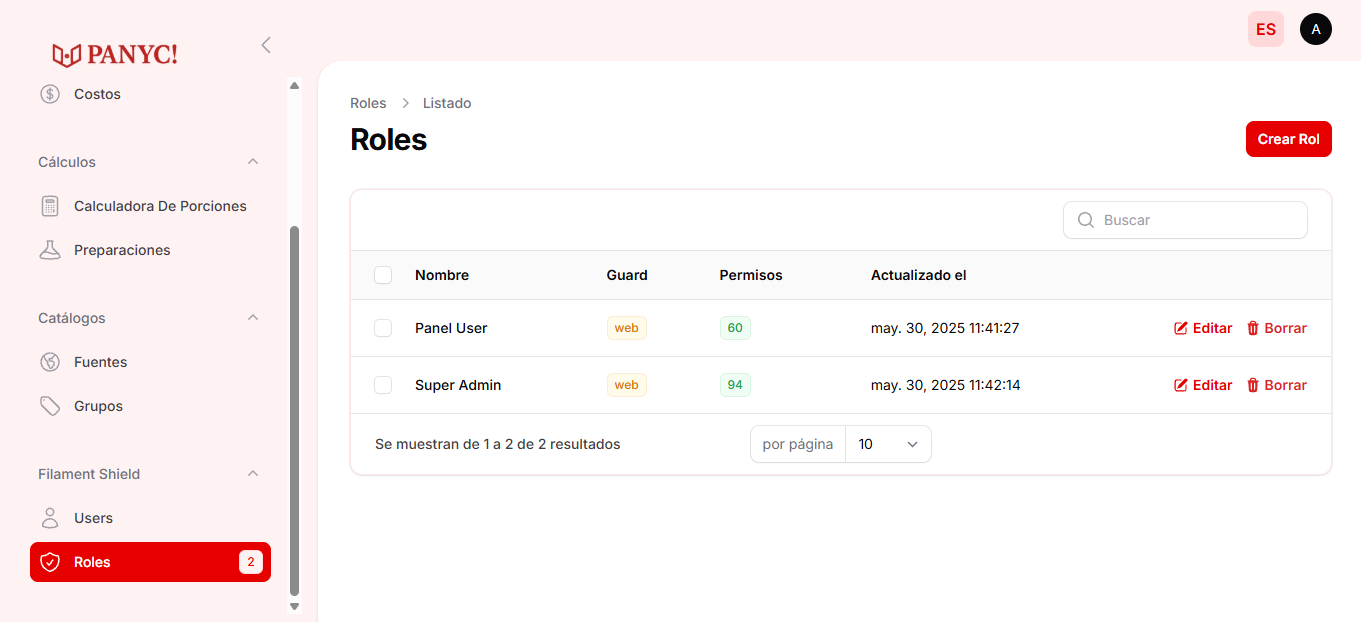 PANYC!
Costos
Cálculos
Calculadora De Porciones
Preparaciones
Catálogos
Fuentes
Grupos
Filament Shield
Users
Roles 2
ES A
Roles > Listado
Roles
Crear Rol
Buscar
Nombre Guard Permisos Actualizado el
Panel User web 60 may. 30, 2025 11:41:27 Editar Borrar
Super Admin web 94 may. 30, 2025 11:42:14 Editar Borrar
Se muestran de 1 a 2 de 2 resultados por página 10